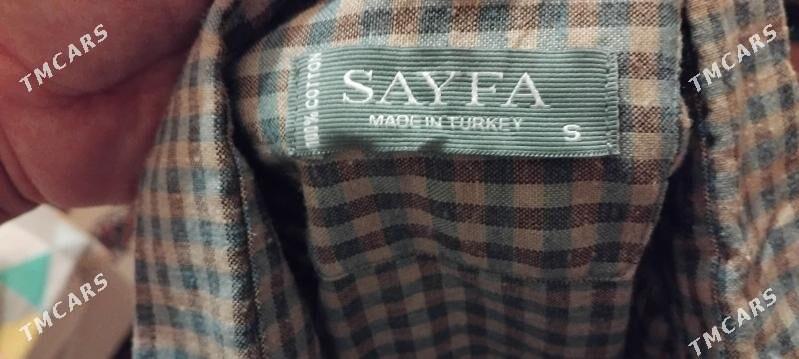 TMCARS
TMCARS
100% COTTON
SAYFA
MADE IN TURKEY
S
TMCARS
TMCARS